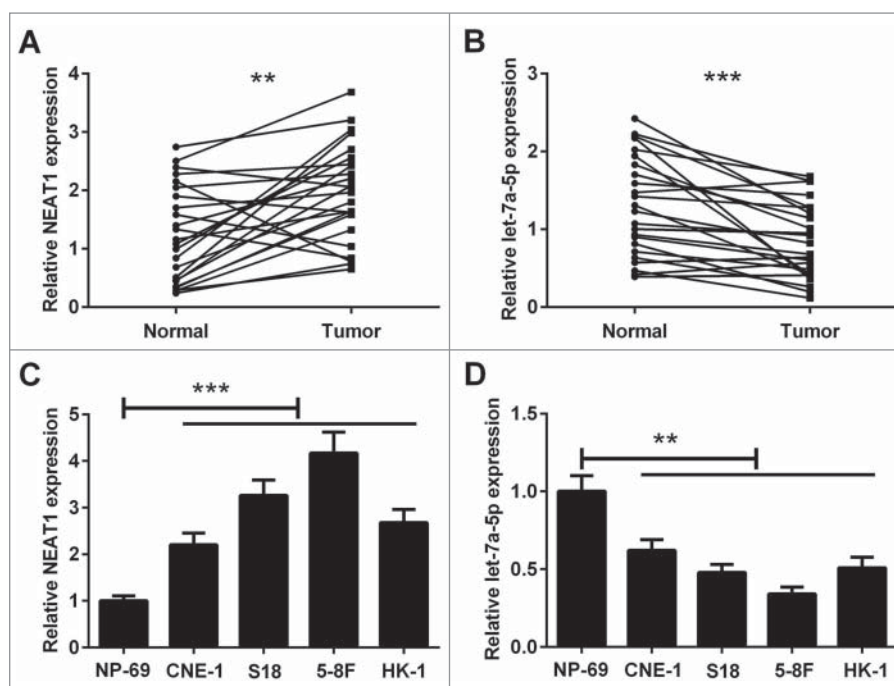 A
Relative NEAT1 expression
4
3
2
1
0
**
Normal Tumor
B
Relative let-7a-5p expression
3
2
1
0
***
Normal Tumor
C
Relative NEAT1 expression
5
4
3
2
1
0
***
NP-69 CNE-1 S18 5-8F HK-1
D
Relative let-7a-5p expression
1.5
1.0
0.5
0.0
**
NP-69 CNE-1 S18 5-8F HK-1